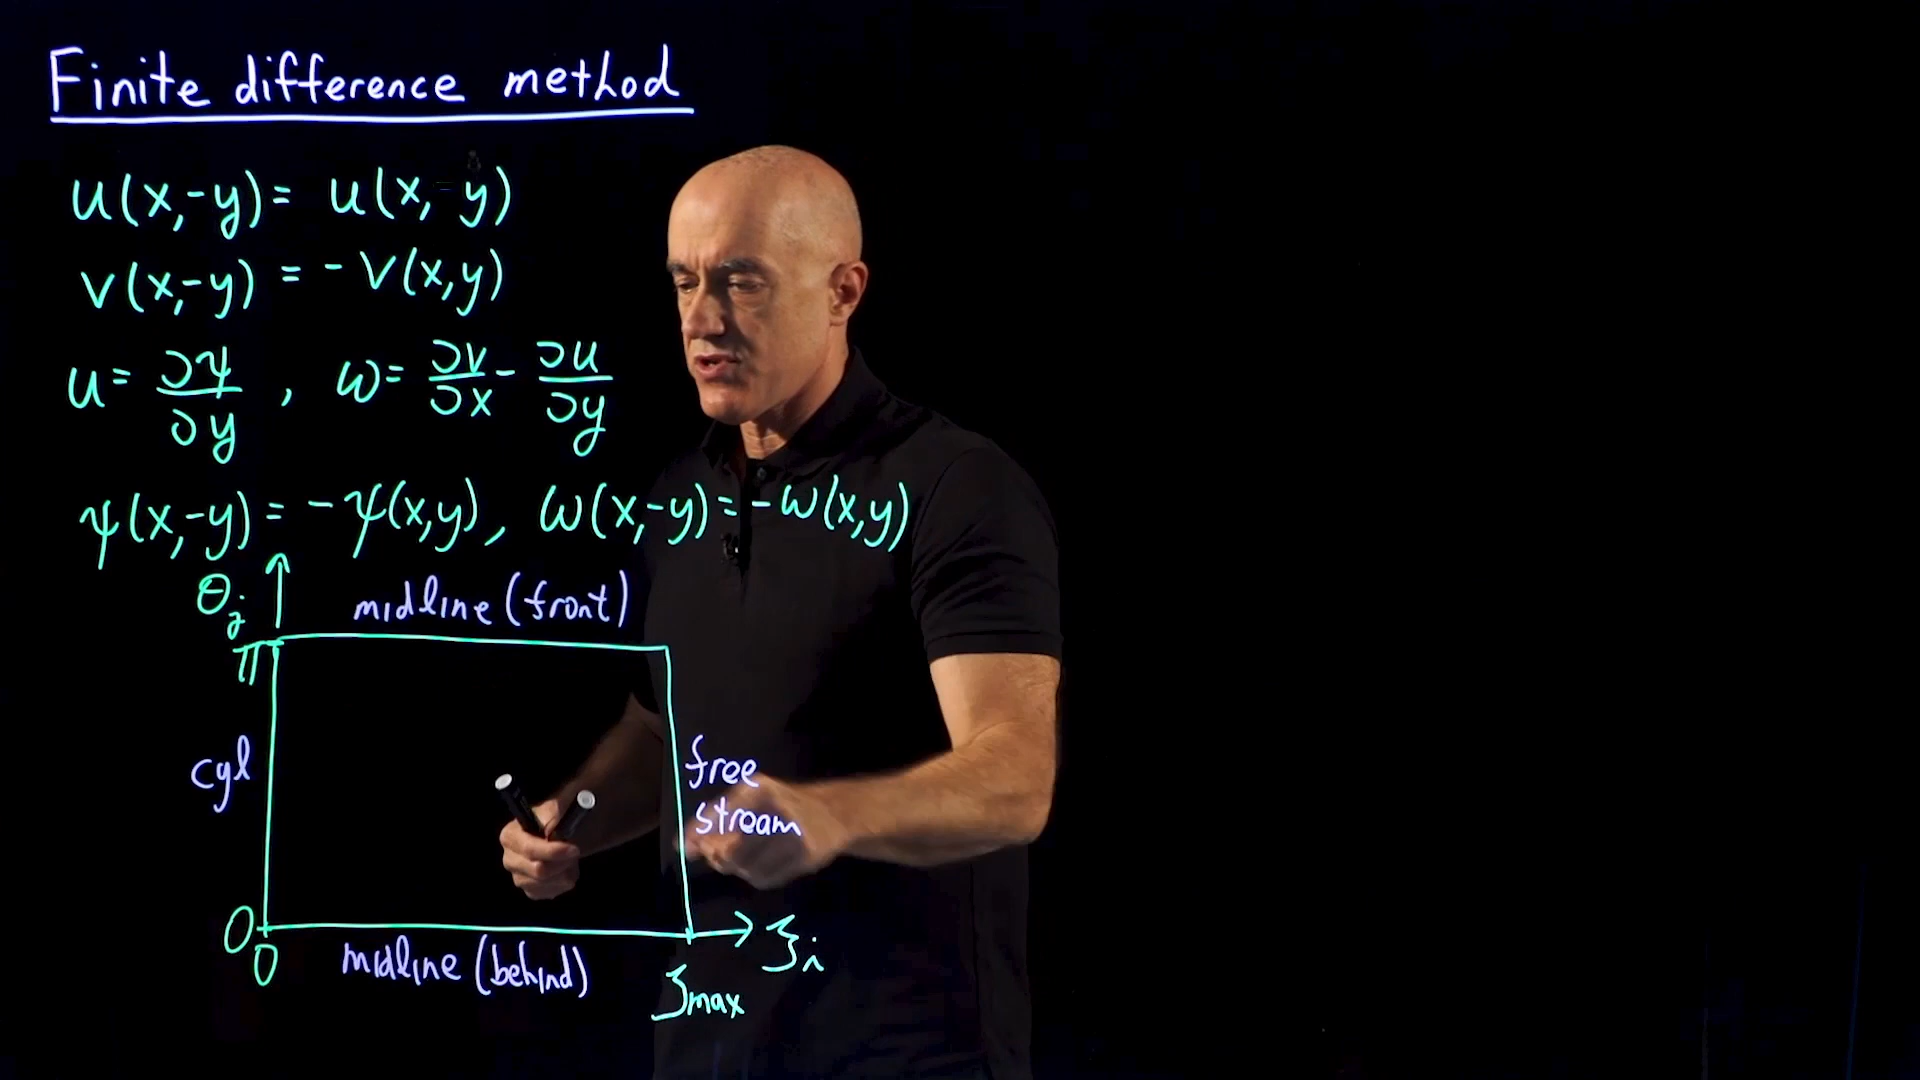 Finite difference method
u(x,-y) = u(x, y)
v(x,-y) = -v(x,y)
u = ∂ψ/∂y , ω = ∂v/∂x - ∂u/∂y
ψ(x,-y) = -ψ(x,y), ω(x,-y) = -ω(x,y)
θⱼ
midline (front)
π
cyl
free
stream
0
0
midline (behind)
ξᵢ
ξmax